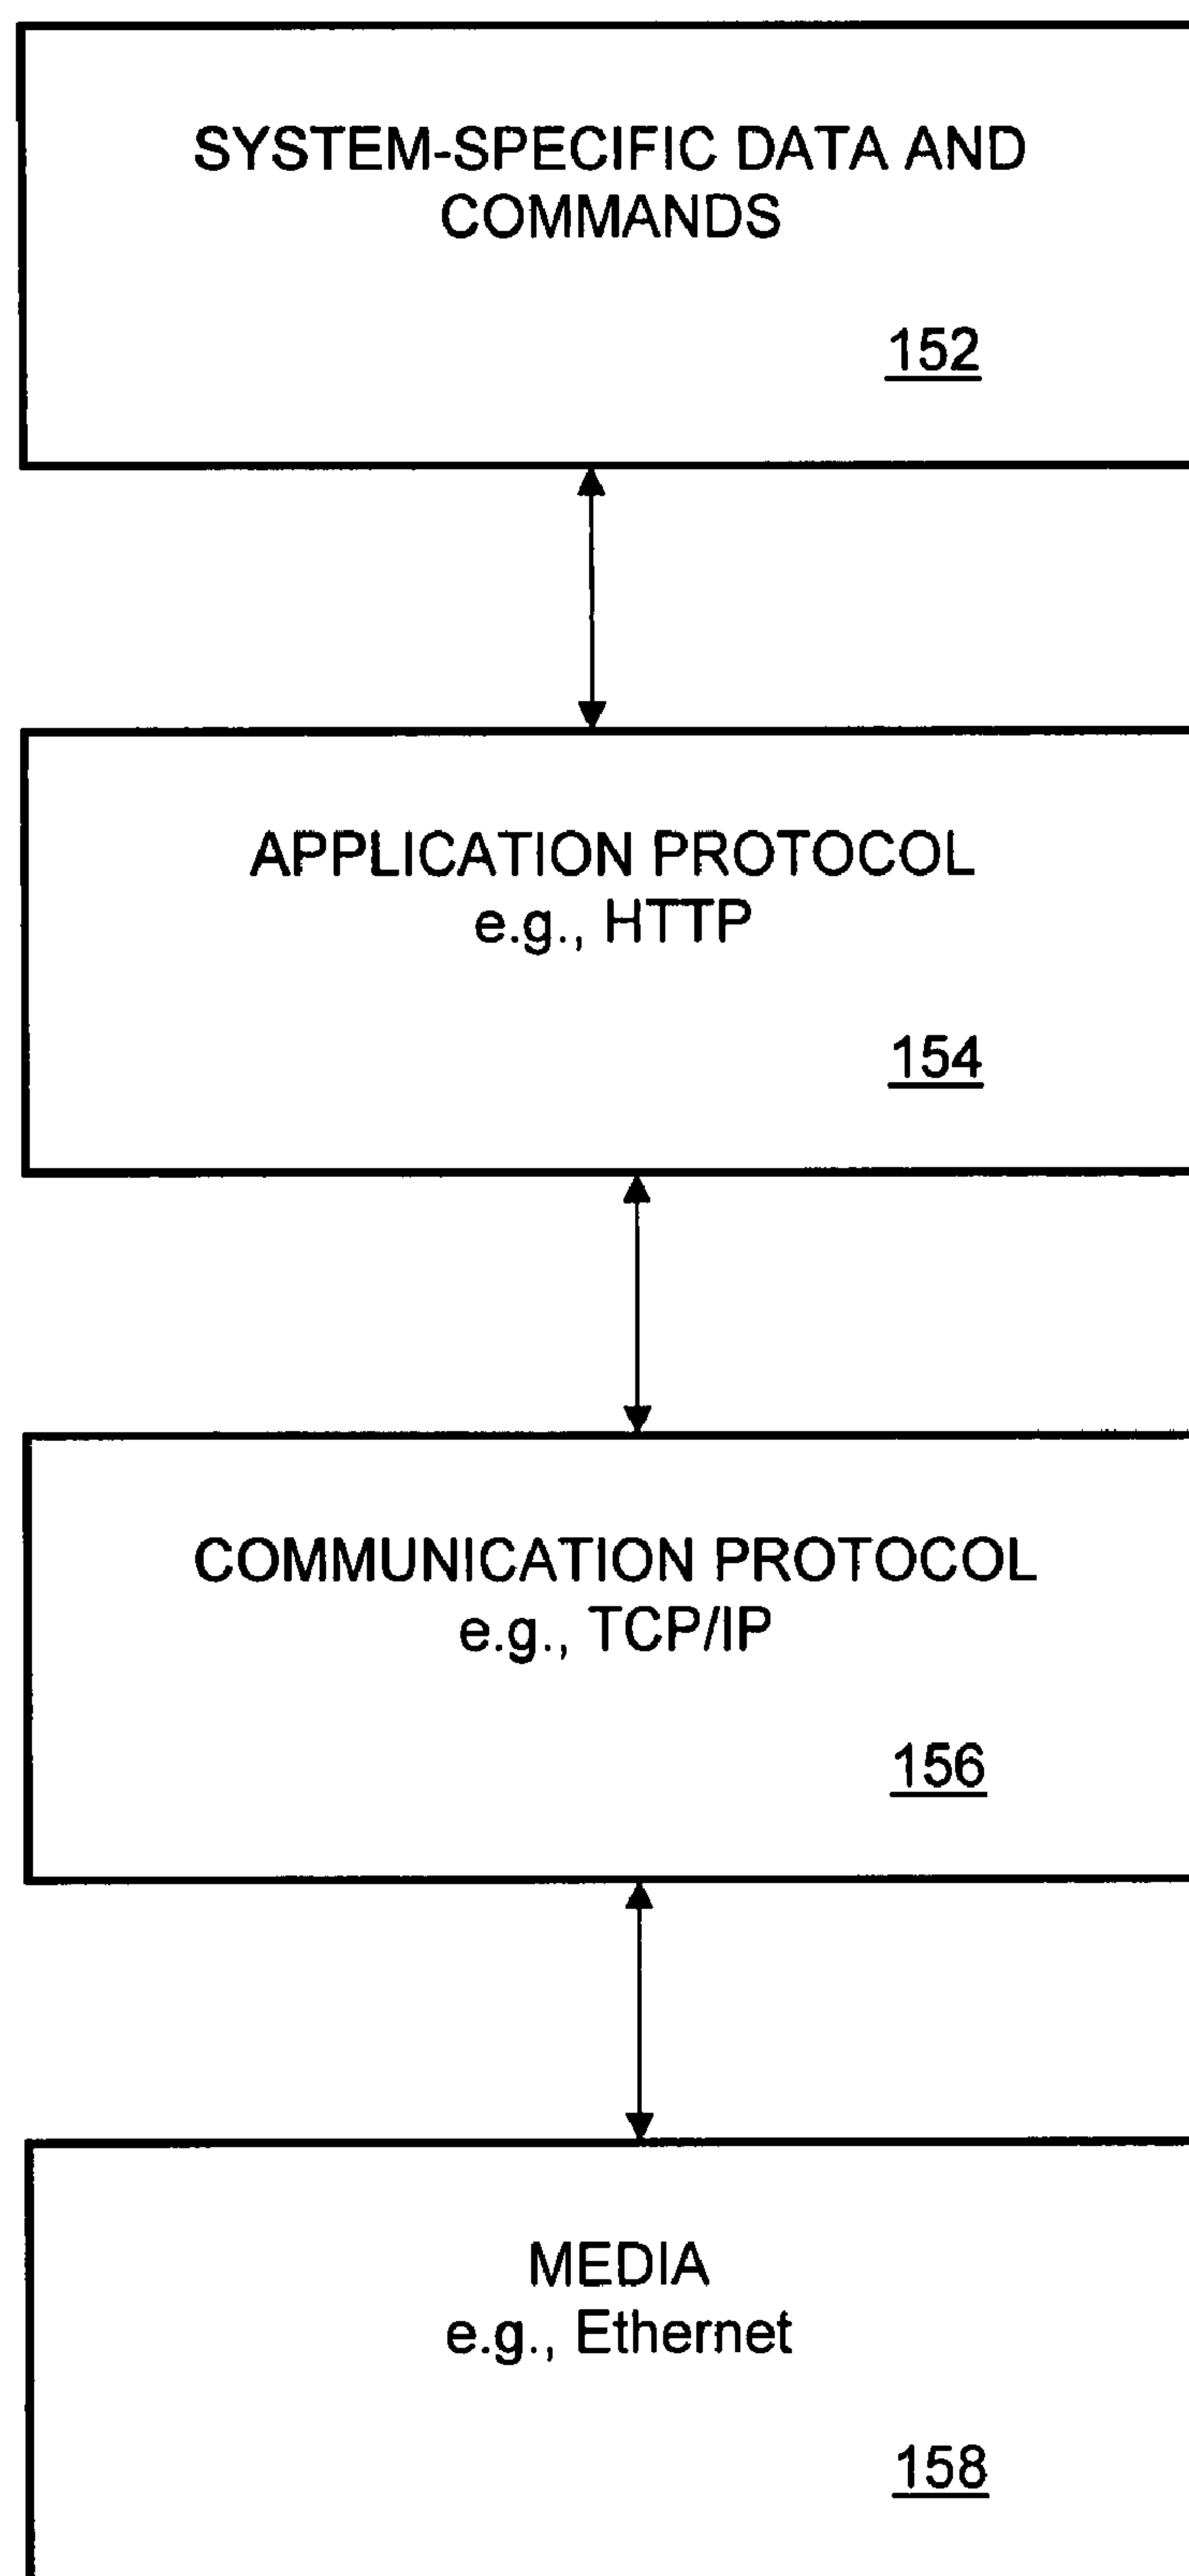 SYSTEM-SPECIFIC DATA AND
COMMANDS
152
APPLICATION PROTOCOL
e.g., HTTP
154
COMMUNICATION PROTOCOL
e.g., TCP/IP
156
MEDIA
e.g., Ethernet
158